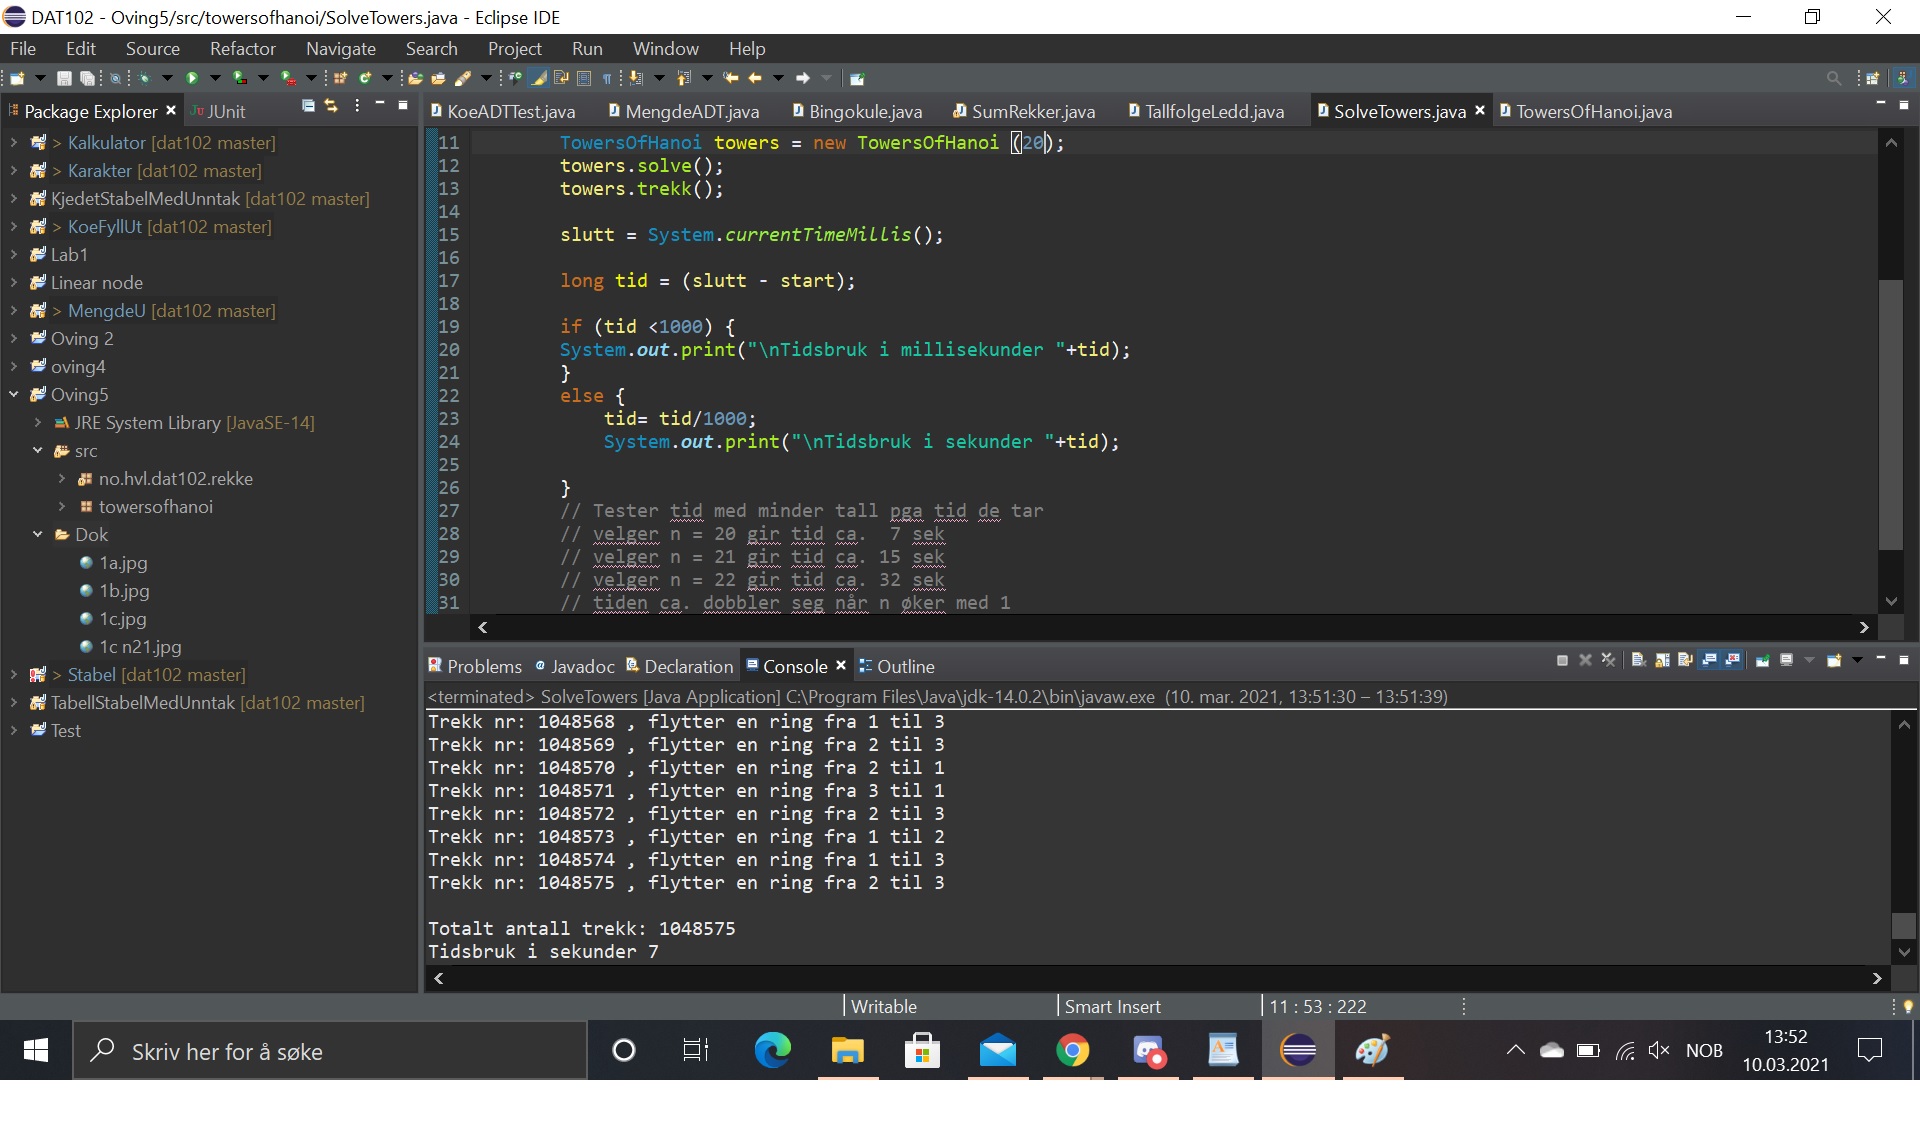 DAT102 - Oving5/src/towersofhanoi/SolveTowers.java - Eclipse IDE
File Edit Source Refactor Navigate Search Project Run Window Help
Package Explorer JUnit
> Kalkulator [dat102 master]
> Karakter [dat102 master]
KjedetStabelMedUnntak [dat102 master]
> KoeFyllUt [dat102 master]
Lab1
Linear node
> MengdeU [dat102 master]
Oving 2
oving4
Oving5
JRE System Library [JavaSE-14]
src
no.hvl.dat102.rekke
towersofhanoi
Dok
1a.jpg
1b.jpg
1c.jpg
1c n21.jpg
> Stabel [dat102 master]
TabellStabelMedUnntak [dat102 master]
Test
KoeADTTest.java MengdeADT.java Bingokule.java SumRekker.java TallfolgeLedd.java SolveTowers.java TowersOfHanoi.java
11 TowersOfHanoi towers = new TowersOfHanoi (20);
12 towers.solve();
13 towers.trekk();
14
15 slutt = System.currentTimeMillis();
16
17 long tid = (slutt - start);
18
19 if (tid <1000) {
20 System.out.print("\nTidsbruk i millisekunder "+tid);
21 }
22 else {
23 tid= tid/1000;
24 System.out.print("\nTidsbruk i sekunder "+tid);
25
26 }
27 // Tester tid med minder tall pga tid de tar
28 // velger n = 20 gir tid ca.  7 sek
29 // velger n = 21 gir tid ca. 15 sek
30 // velger n = 22 gir tid ca. 32 sek
31 // tiden ca. dobbler seg når n øker med 1
Problems Javadoc Declaration Console Outline
<terminated> SolveTowers [Java Application] C:\Program Files\Java\jdk-14.0.2\bin\javaw.exe (10. mar. 2021, 13:51:30 – 13:51:39)
Trekk nr: 1048568 , flytter en ring fra 1 til 3
Trekk nr: 1048569 , flytter en ring fra 2 til 3
Trekk nr: 1048570 , flytter en ring fra 2 til 1
Trekk nr: 1048571 , flytter en ring fra 3 til 1
Trekk nr: 1048572 , flytter en ring fra 2 til 3
Trekk nr: 1048573 , flytter en ring fra 1 til 2
Trekk nr: 1048574 , flytter en ring fra 1 til 3
Trekk nr: 1048575 , flytter en ring fra 2 til 3
Totalt antall trekk: 1048575
Tidsbruk i sekunder 7
Writable Smart Insert 11 : 53 : 222
Skriv her for å søke
NOB
13:52
10.03.2021